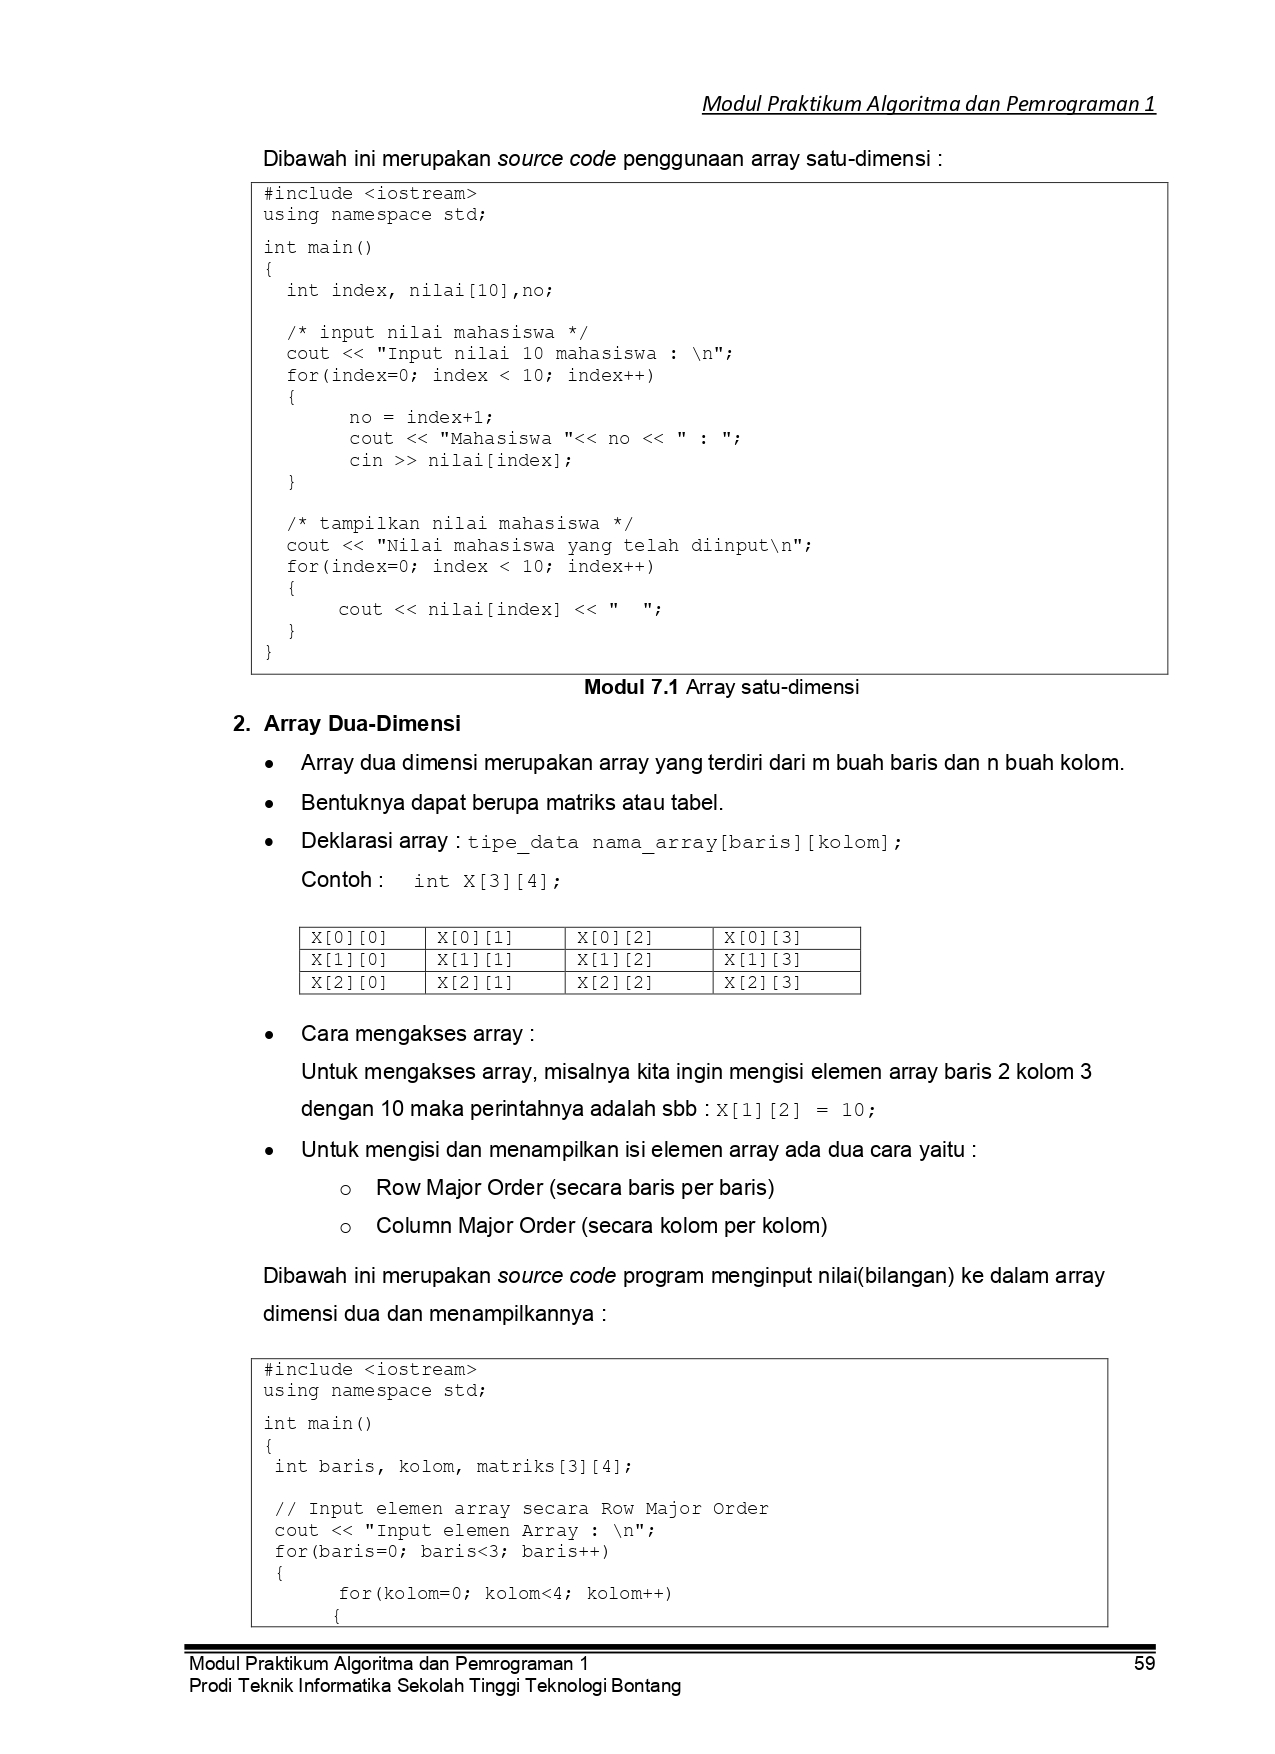 Modul Praktikum Algoritma dan Pemrograman 1
Dibawah ini merupakan source code penggunaan array satu-dimensi :
#include <iostream>
using namespace std;
int main()
{
  int index, nilai[10],no;
  /* input nilai mahasiswa */
  cout << "Input nilai 10 mahasiswa : \n";
  for(index=0; index < 10; index++)
  {
       no = index+1;
       cout << "Mahasiswa "<< no << " : ";
       cin >> nilai[index];
  }
  /* tampilkan nilai mahasiswa */
  cout << "Nilai mahasiswa yang telah diinput\n";
  for(index=0; index < 10; index++)
  {
      cout << nilai[index] << "  ";
  }
}
Modul 7.1 Array satu-dimensi
2. Array Dua-Dimensi
• Array dua dimensi merupakan array yang terdiri dari m buah baris dan n buah kolom.
• Bentuknya dapat berupa matriks atau tabel.
• Deklarasi array : tipe_data nama_array[baris][kolom];
Contoh : int X[3][4];
X[0][0] X[0][1] X[0][2] X[0][3]
X[1][0] X[1][1] X[1][2] X[1][3]
X[2][0] X[2][1] X[2][2] X[2][3]
• Cara mengakses array :
Untuk mengakses array, misalnya kita ingin mengisi elemen array baris 2 kolom 3
dengan 10 maka perintahnya adalah sbb : X[1][2] = 10;
• Untuk mengisi dan menampilkan isi elemen array ada dua cara yaitu :
o Row Major Order (secara baris per baris)
o Column Major Order (secara kolom per kolom)
Dibawah ini merupakan source code program menginput nilai(bilangan) ke dalam array
dimensi dua dan menampilkannya :
#include <iostream>
using namespace std;
int main()
{
 int baris, kolom, matriks[3][4];
 // Input elemen array secara Row Major Order
 cout << "Input elemen Array : \n";
 for(baris=0; baris<3; baris++)
 {
      for(kolom=0; kolom<4; kolom++)
      {
Modul Praktikum Algoritma dan Pemrograman 1 59
Prodi Teknik Informatika Sekolah Tinggi Teknologi Bontang